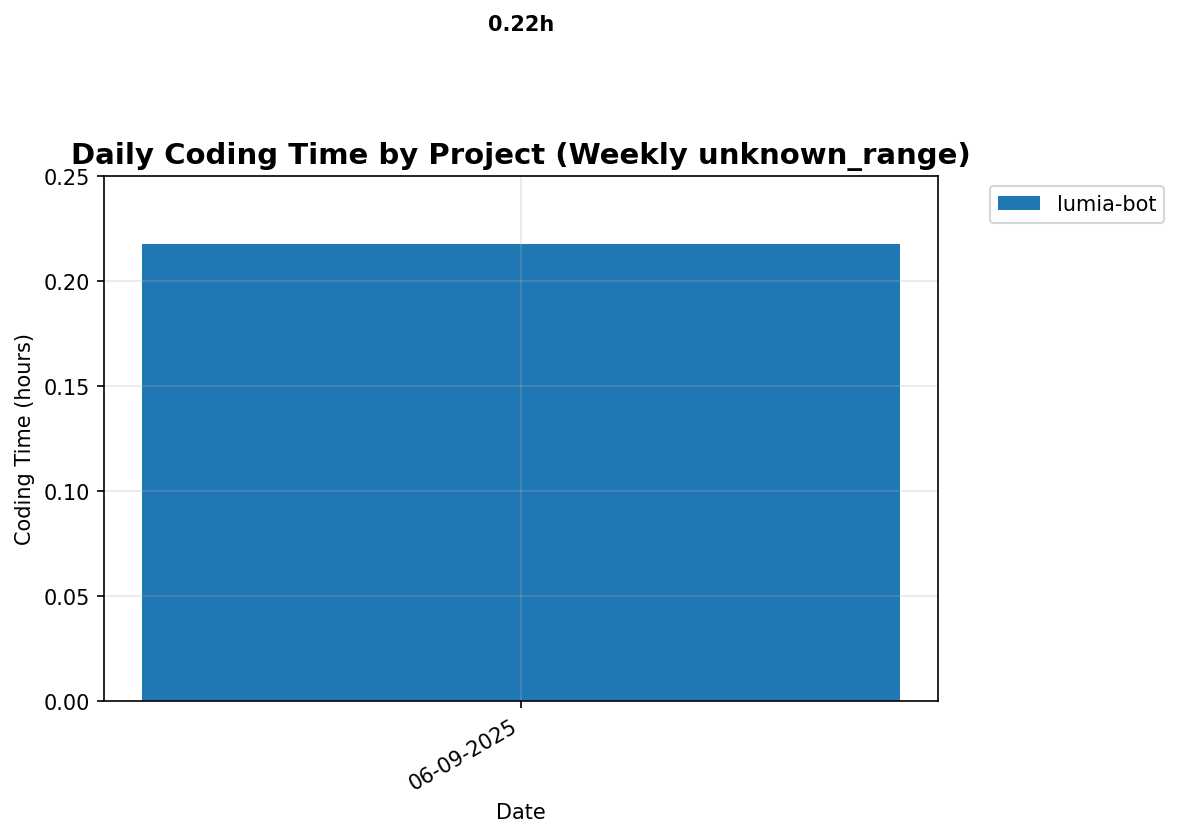 0.22h
Daily Coding Time by Project (Weekly unknown_range)
lumia-bot
0.25
0.20
0.15
0.10
0.05
0.00
Coding Time (hours)
06-09-2025
Date